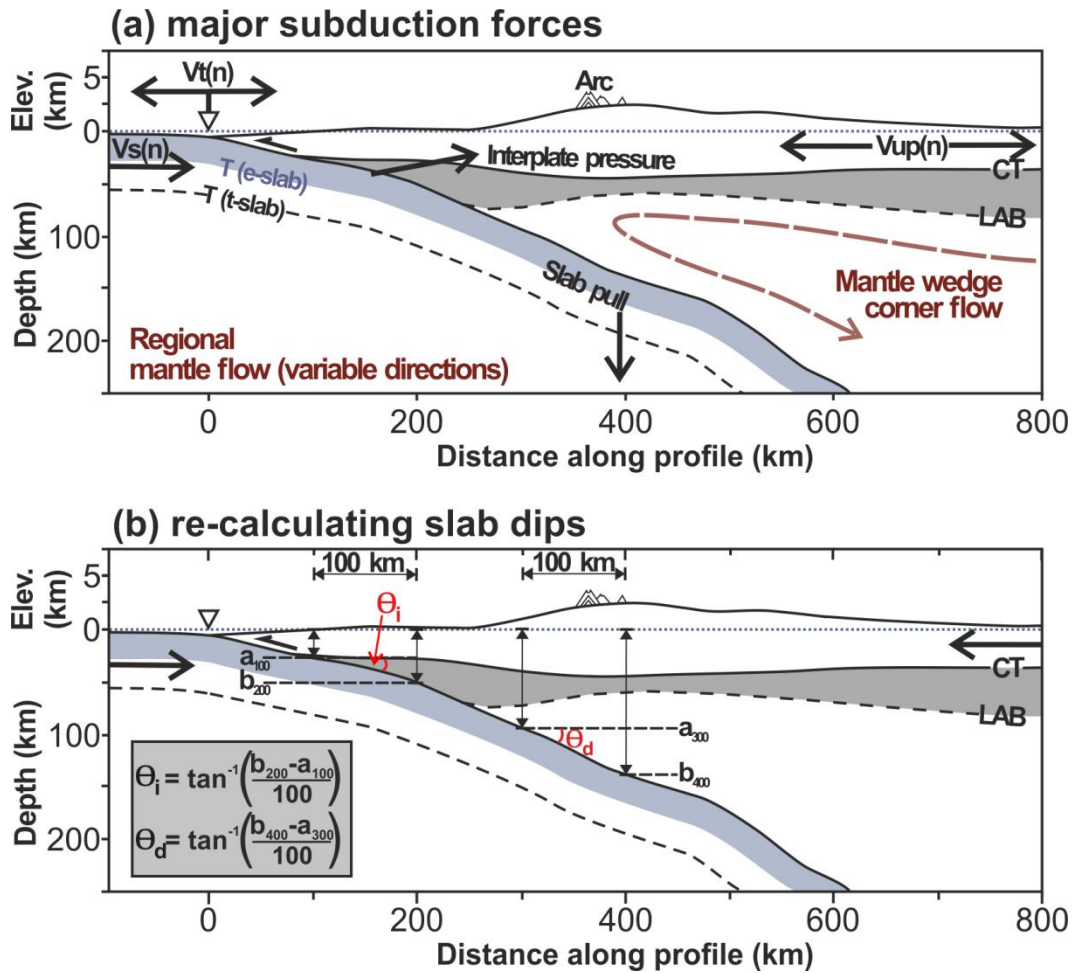 (a) major subduction forces
Elev.
(km)
5
0
Vt(n)
Arc
Vs(n)
Vup(n)
Interplate pressure
CT
T (e-slab)
T (t-slab)
LAB
Depth (km)
100
200
Slab pull
Mantle wedge
corner flow
Regional
mantle flow (variable directions)
0
200
400
600
800
Distance along profile (km)
(b) re-calculating slab dips
100 km
100 km
Elev.
(km)
5
0
Θi
a100
b200
CT
LAB
Depth (km)
100
200
Θd
a300
b400
Θi = tan⁻¹((b200-a100)/100)
Θd = tan⁻¹((b400-a300)/100)
0
200
400
600
800
Distance along profile (km)